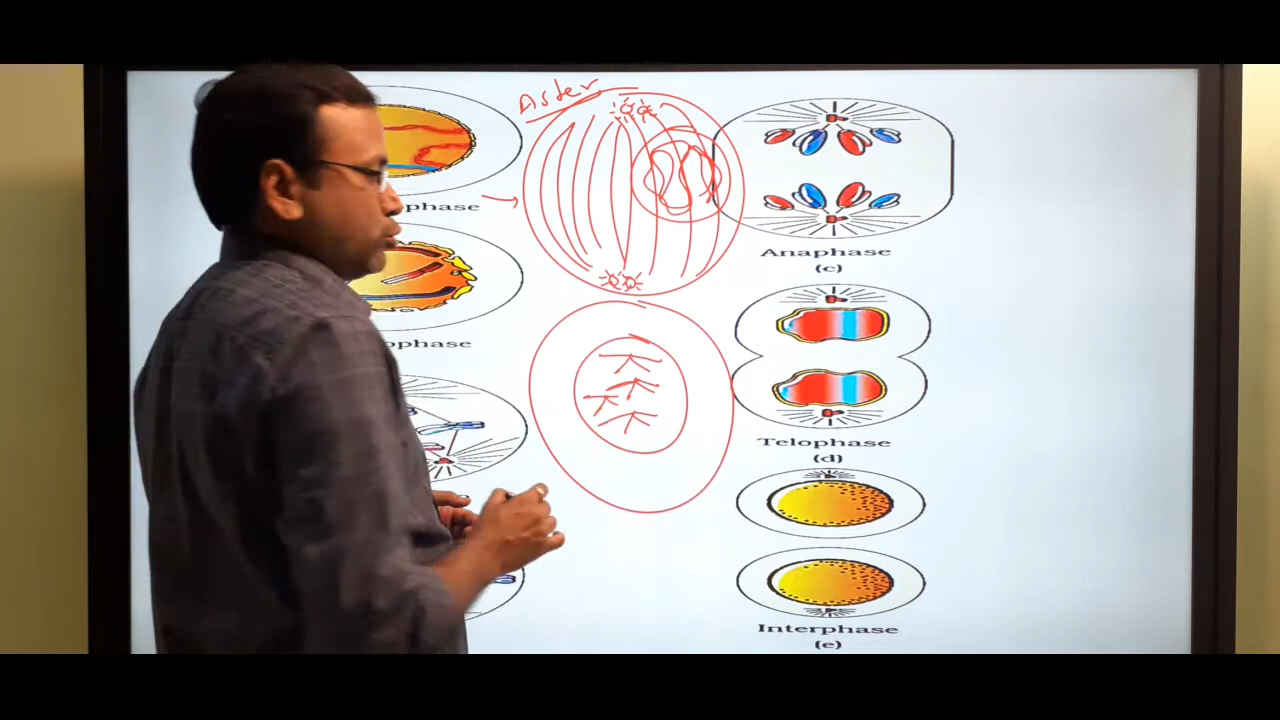 Aster
phase
phase
Anaphase
(c)
Telophase
(d)
Interphase
(e)